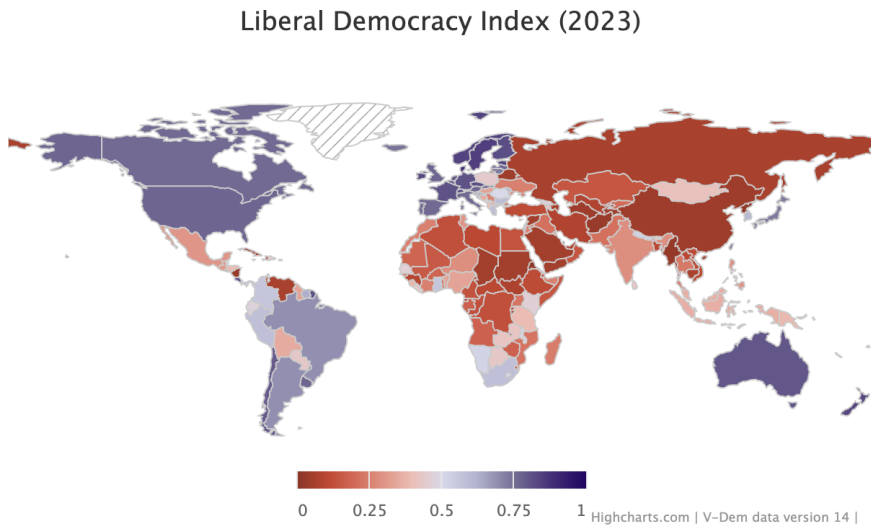 Liberal Democracy Index (2023)
0 0.25 0.5 0.75 1
Highcharts.com | V-Dem data version 14 |